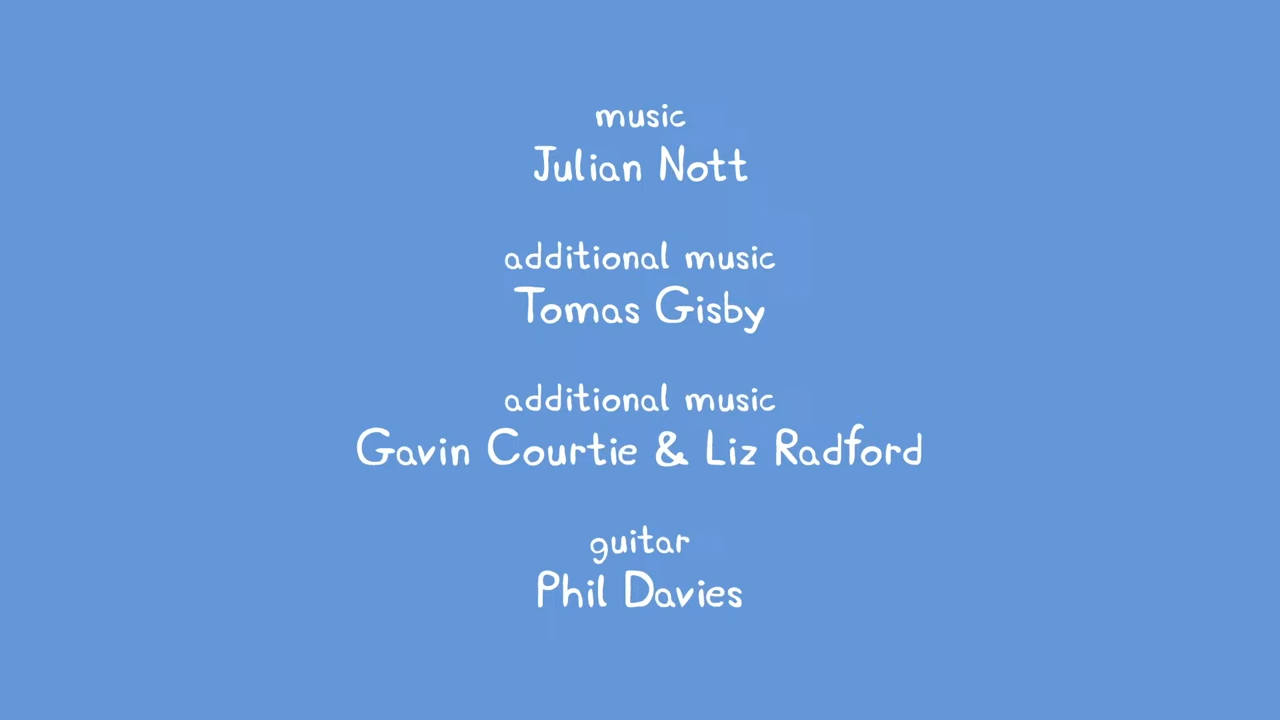 music
Julian Nott
additional music
Tomas Gisby
additional music
Gavin Courtie & Liz Radford
guitar
Phil Davies